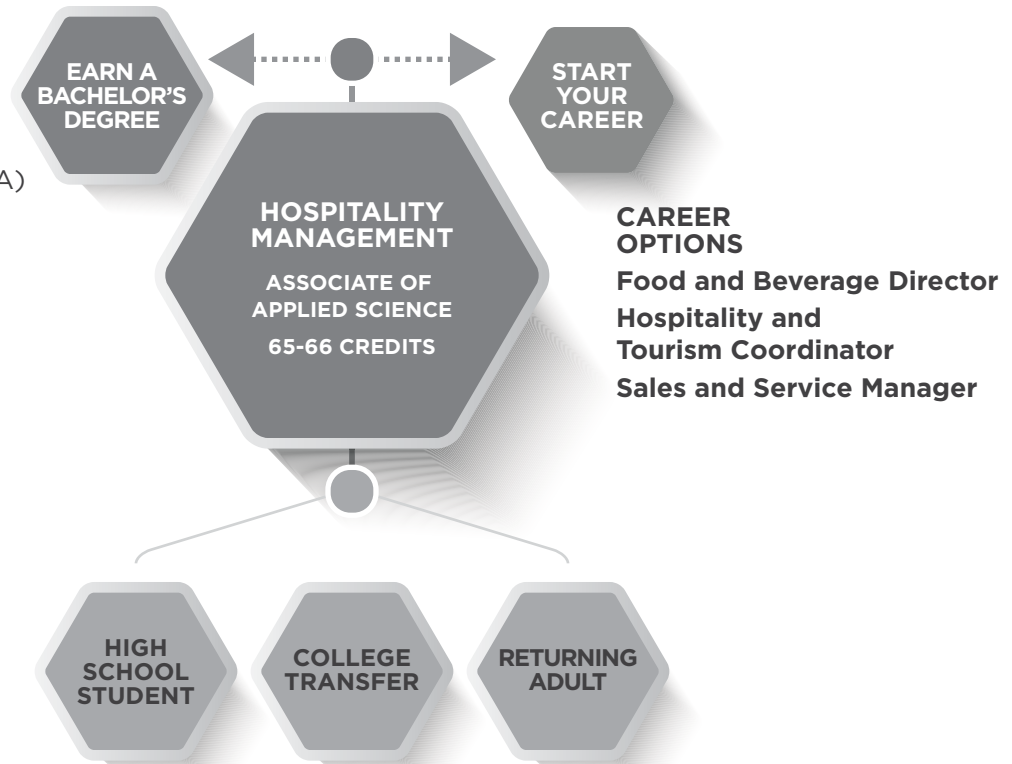 EARN A
BACHELOR'S
DEGREE
START
YOUR
CAREER
A)
HOSPITALITY
MANAGEMENT
ASSOCIATE OF
APPLIED SCIENCE
65-66 CREDITS
CAREER
OPTIONS
Food and Beverage Director
Hospitality and
Tourism Coordinator
Sales and Service Manager
HIGH
SCHOOL
STUDENT
COLLEGE
TRANSFER
RETURNING
ADULT